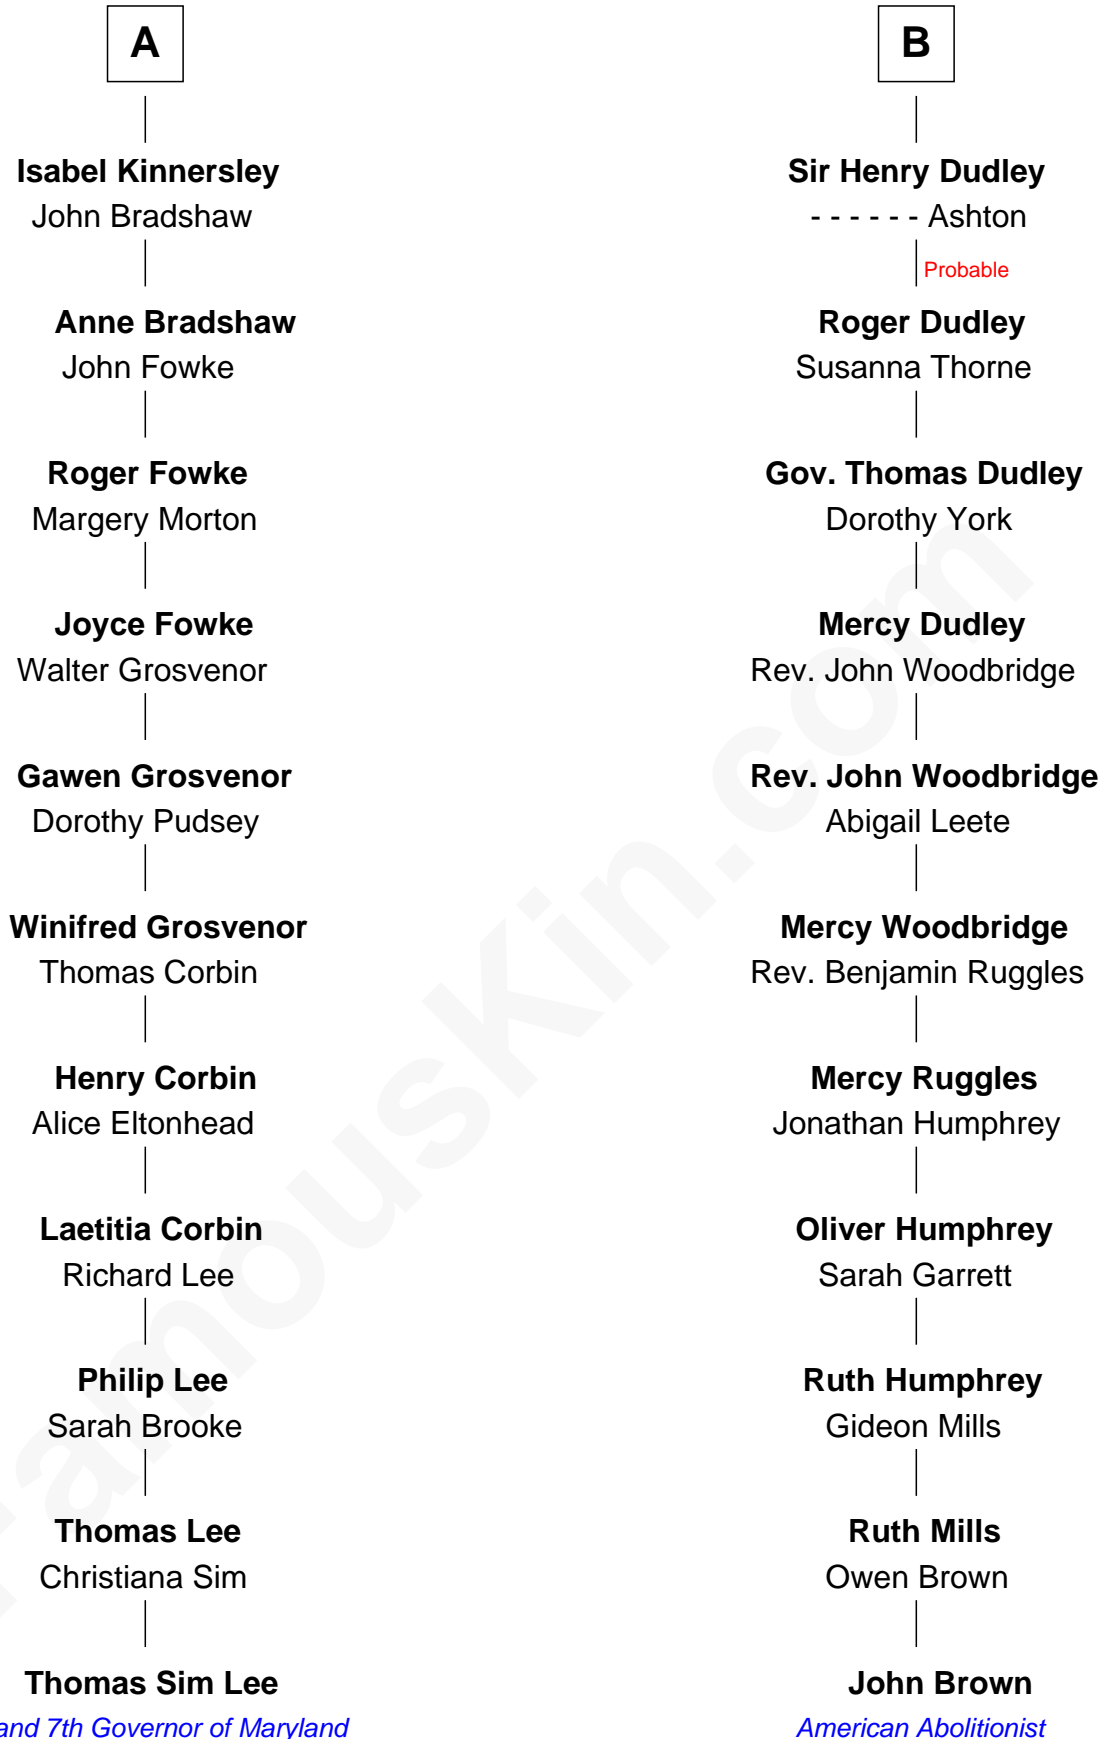 A
Isabel Kinnersley
John Bradshaw
Anne Bradshaw
John Fowke
Roger Fowke
Margery Morton
Joyce Fowke
Walter Grosvenor
Gawen Grosvenor
Dorothy Pudsey
Winifred Grosvenor
Thomas Corbin
Henry Corbin
Alice Eltonhead
Laetitia Corbin
Richard Lee
Philip Lee
Sarah Brooke
Thomas Lee
Christiana Sim
Thomas Sim Lee
and 7th Governor of Maryland
B
Sir Henry Dudley
- - - - - - Ashton
Probable
Roger Dudley
Susanna Thorne
Gov. Thomas Dudley
Dorothy York
Mercy Dudley
Rev. John Woodbridge
Rev. John Woodbridge
Abigail Leete
Mercy Woodbridge
Rev. Benjamin Ruggles
Mercy Ruggles
Jonathan Humphrey
Oliver Humphrey
Sarah Garrett
Ruth Humphrey
Gideon Mills
Ruth Mills
Owen Brown
John Brown
American Abolitionist
FamousKin.com